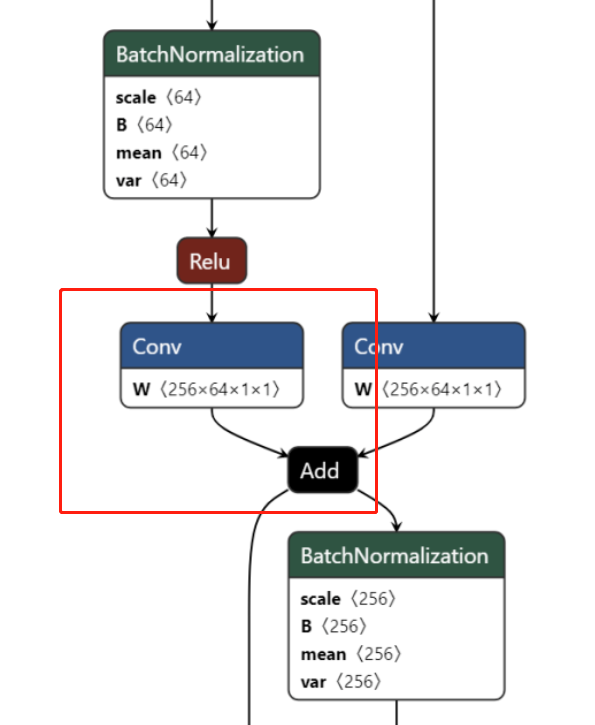 BatchNormalization
scale 〈64〉
B 〈64〉
mean 〈64〉
var 〈64〉
Relu
Conv
W 〈256×64×1×1〉
Conv
W 〈256×64×1×1〉
Add
BatchNormalization
scale 〈256〉
B 〈256〉
mean 〈256〉
var 〈256〉